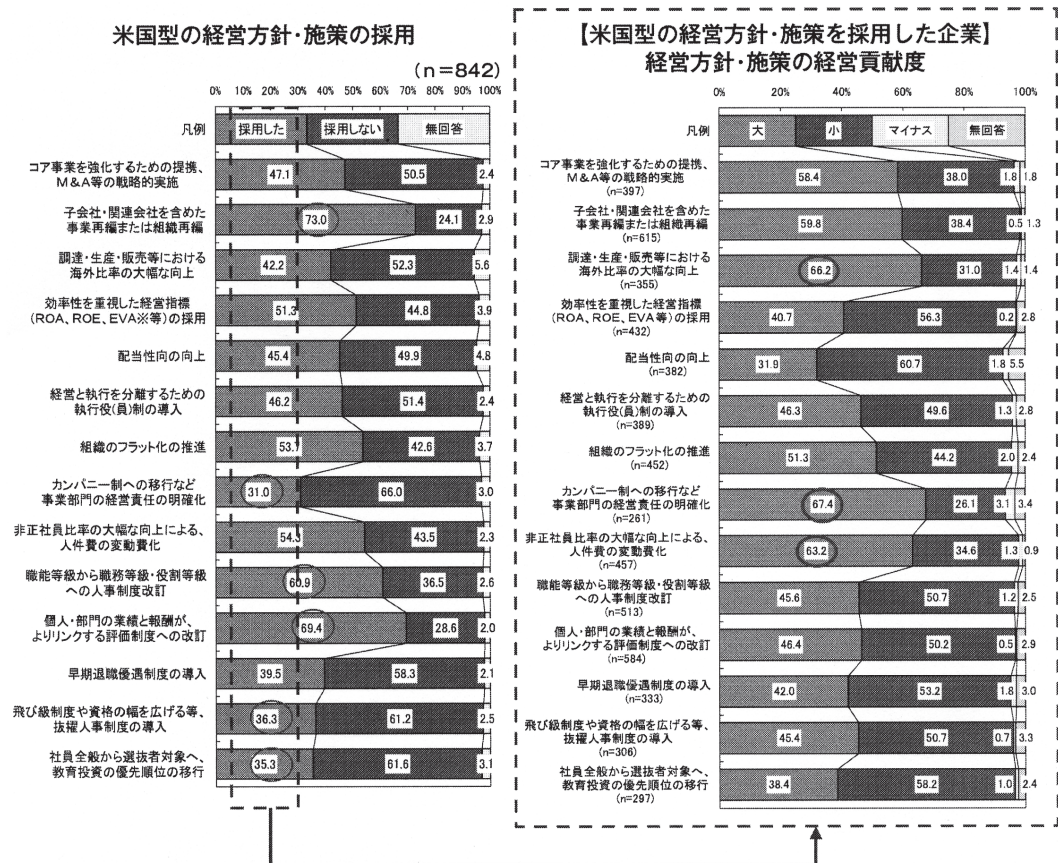 米国型の経営方針・施策の採用
(n=842)
0% 10% 20% 30% 40% 50% 60% 70% 80% 90% 100%
凡例 採用した 採用しない 無回答
コア事業を強化するための提携、
M&A等の戦略的実施
47.1 50.5 2.4
子会社・関連会社を含めた
事業再編または組織再編
73.0 24.1 2.9
調達・生産・販売等における
海外比率の大幅な向上
42.2 52.3 5.6
効率性を重視した経営指標
(ROA、ROE、EVA※等)の採用
51.3 44.8 3.9
配当性向の向上
45.4 49.9 4.8
経営と執行を分離するための
執行役(員)制の導入
46.2 51.4 2.4
組織のフラット化の推進
53.7 42.6 3.7
カンパニー制への移行など
事業部門の経営責任の明確化
31.0 66.0 3.0
非正社員比率の大幅な向上による、
人件費の変動費化
54.3 43.5 2.3
職能等級から職務等級・役割等級
への人事制度改訂
60.9 36.5 2.6
個人・部門の業績と報酬が、
よりリンクする評価制度への改訂
69.4 28.6 2.0
早期退職優遇制度の導入
39.5 58.3 2.1
飛び級制度や資格の幅を広げる等、
抜擢人事制度の導入
36.3 61.2 2.5
社員全般から選抜者対象へ、
教育投資の優先順位の移行
35.3 61.6 3.1
【米国型の経営方針・施策を採用した企業】
経営方針・施策の経営貢献度
0% 20% 40% 60% 80% 100%
凡例 大 小 マイナス 無回答
コア事業を強化するための提携、
M&A等の戦略的実施
(n=397)
58.4 38.0 1.8 1.8
子会社・関連会社を含めた
事業再編または組織再編
(n=615)
59.8 38.4 0.5 1.3
調達・生産・販売等における
海外比率の大幅な向上
(n=355)
66.2 31.0 1.4 1.4
効率性を重視した経営指標
(ROA、ROE、EVA等)の採用
(n=432)
40.7 56.3 0.2 2.8
配当性向の向上
(n=382)
31.9 60.7 1.8 5.5
経営と執行を分離するための
執行役(員)制の導入
(n=389)
46.3 49.6 1.3 2.8
組織のフラット化の推進
(n=452)
51.3 44.2 2.0 2.4
カンパニー制への移行など
事業部門の経営責任の明確化
(n=261)
67.4 26.1 3.1 3.4
非正社員比率の大幅な向上による、
人件費の変動費化
(n=457)
63.2 34.6 1.3 0.9
職能等級から職務等級・役割等級
への人事制度改訂
(n=513)
45.6 50.7 1.2 2.5
個人・部門の業績と報酬が、
よりリンクする評価制度への改訂
(n=584)
46.4 50.2 0.5 2.9
早期退職優遇制度の導入
(n=333)
42.0 53.2 1.8 3.0
飛び級制度や資格の幅を広げる等、
抜擢人事制度の導入
(n=306)
45.4 50.7 0.7 3.3
社員全般から選抜者対象へ、
教育投資の優先順位の移行
(n=297)
38.4 58.2 1.0 2.4